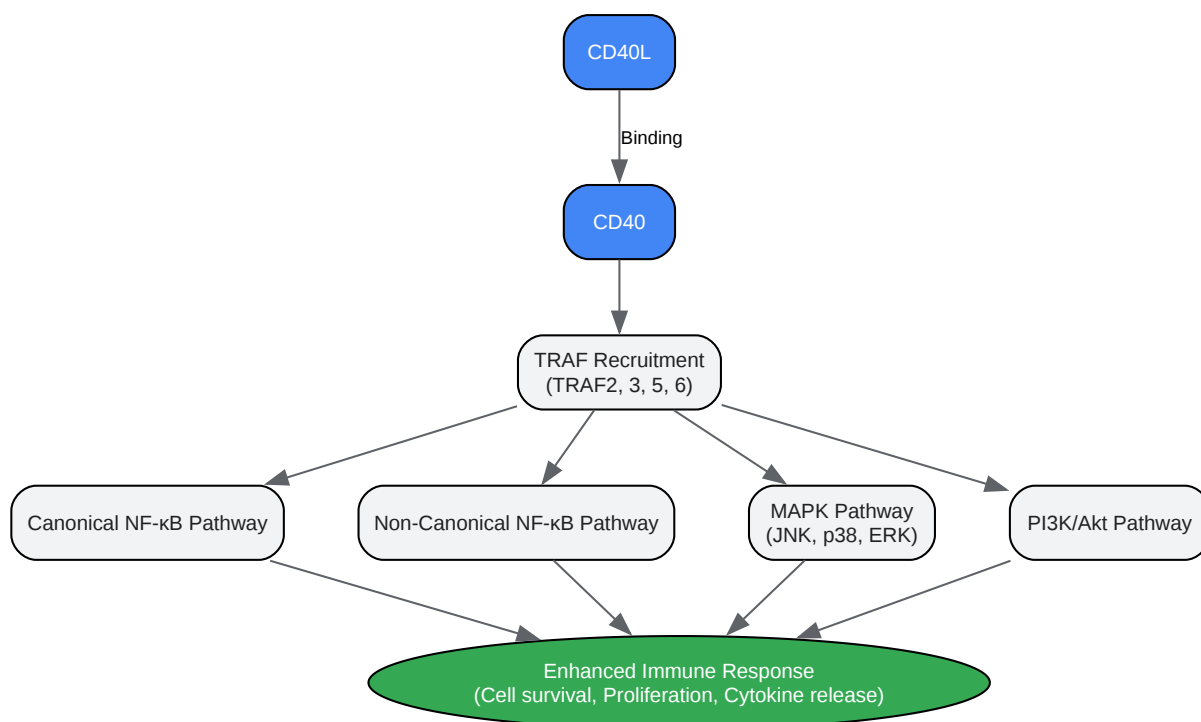 CD40L
Binding
CD40
TRAF Recruitment
(TRAF2, 3, 5, 6)
Canonical NF-κB Pathway
Non-Canonical NF-κB Pathway
MAPK Pathway
(JNK, p38, ERK)
PI3K/Akt Pathway
Enhanced Immune Response
(Cell survival, Proliferation, Cytokine release)